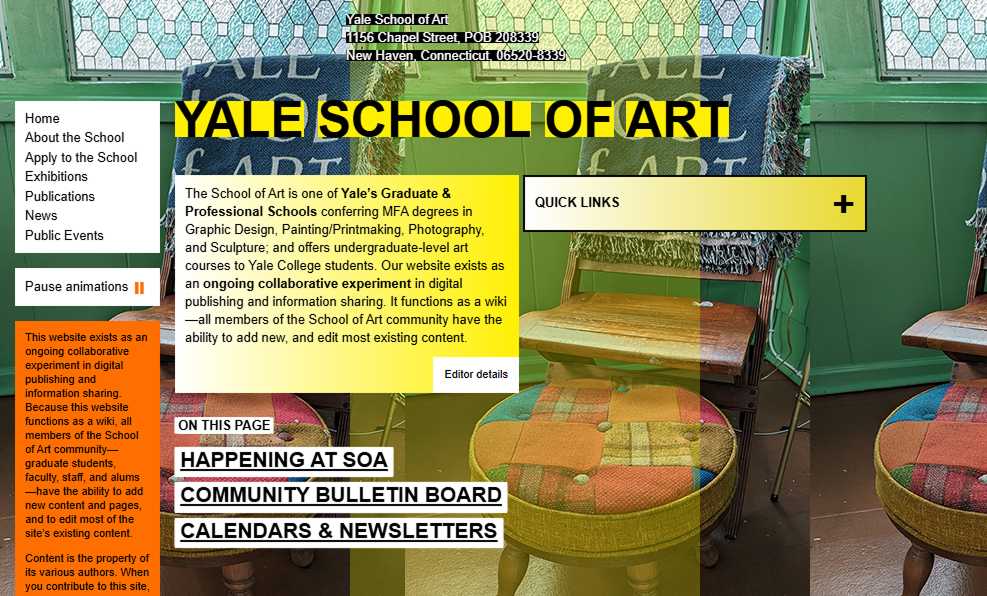 Yale School of Art
1156 Chapel Street, POB 208339
New Haven, Connecticut, 06520-8339
YALE SCHOOL OF ART
Home
About the School
Apply to the School
Exhibitions
Publications
News
Public Events
Pause animations
This website exists as an
ongoing collaborative
experiment in digital
publishing and
information sharing.
Because this website
functions as a wiki, all
members of the School
of Art community—
graduate students,
faculty, staff, and alums
—have the ability to add
new content and pages,
and to edit most of the
site's existing content.
Content is the property of
its various authors. When
you contribute to this site,
The School of Art is one of Yale's Graduate &
Professional Schools conferring MFA degrees in
Graphic Design, Painting/Printmaking, Photography,
and Sculpture; and offers undergraduate-level art
courses to Yale College students. Our website exists as
an ongoing collaborative experiment in digital
publishing and information sharing. It functions as a wiki
—all members of the School of Art community have the
ability to add new, and edit most existing content.
Editor details
QUICK LINKS +
ON THIS PAGE
HAPPENING AT SOA
COMMUNITY BULLETIN BOARD
CALENDARS & NEWSLETTERS